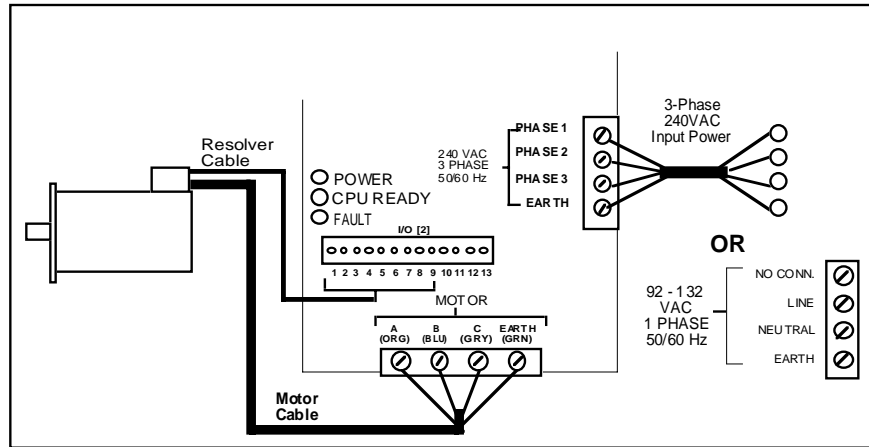 Resolver
Cable
POWER
CPU READY
FAULT
I/O [2]
1 2 3 4 5 6 7 8 9 10 11 12 13
MOTOR
A
(ORG)
B
(BLU)
C
(GRY)
EARTH
(GRN)
Motor
Cable
240 VAC
3 PHASE
50/60 Hz
PHASE 1
PHASE 2
PHASE 3
EARTH
3-Phase
240VAC
Input Power
OR
92 - 132
VAC
1 PHASE
50/60 Hz
NO CONN.
LINE
NEUTRAL
EARTH